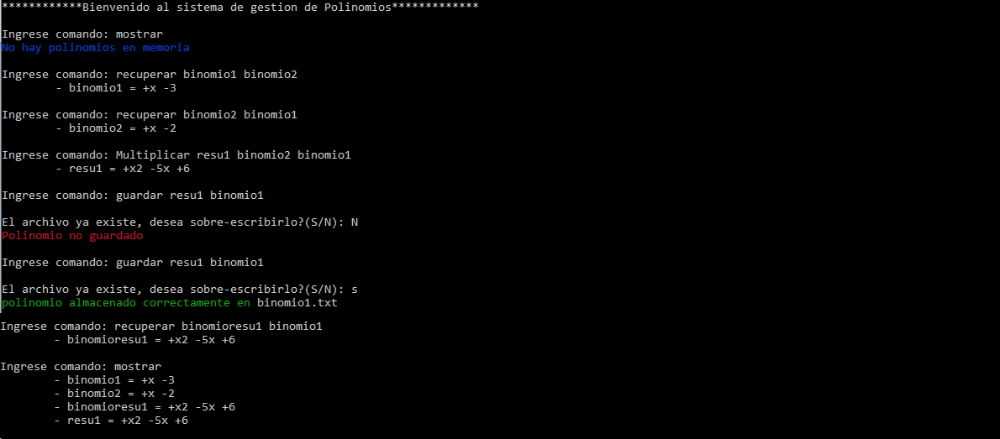 ************Bienvenido al sistema de gestion de Polinomios*************
Ingrese comando: mostrar
No hay polinomios en memoria
Ingrese comando: recuperar binomio1 binomio2
- binomio1 = +x -3
Ingrese comando: recuperar binomio2 binomio1
- binomio2 = +x -2
Ingrese comando: Multiplicar resu1 binomio2 binomio1
- resu1 = +x2 -5x +6
Ingrese comando: guardar resu1 binomio1
El archivo ya existe, desea sobre-escribirlo?(S/N): N
Polinomio no guardado
Ingrese comando: guardar resu1 binomio1
El archivo ya existe, desea sobre-escribirlo?(S/N): s
polinomio almacenado correctamente en binomio1.txt
Ingrese comando: recuperar binomioresu1 binomio1
- binomioresu1 = +x2 -5x +6
Ingrese comando: mostrar
- binomio1 = +x -3
- binomio2 = +x -2
- binomioresu1 = +x2 -5x +6
- resu1 = +x2 -5x +6